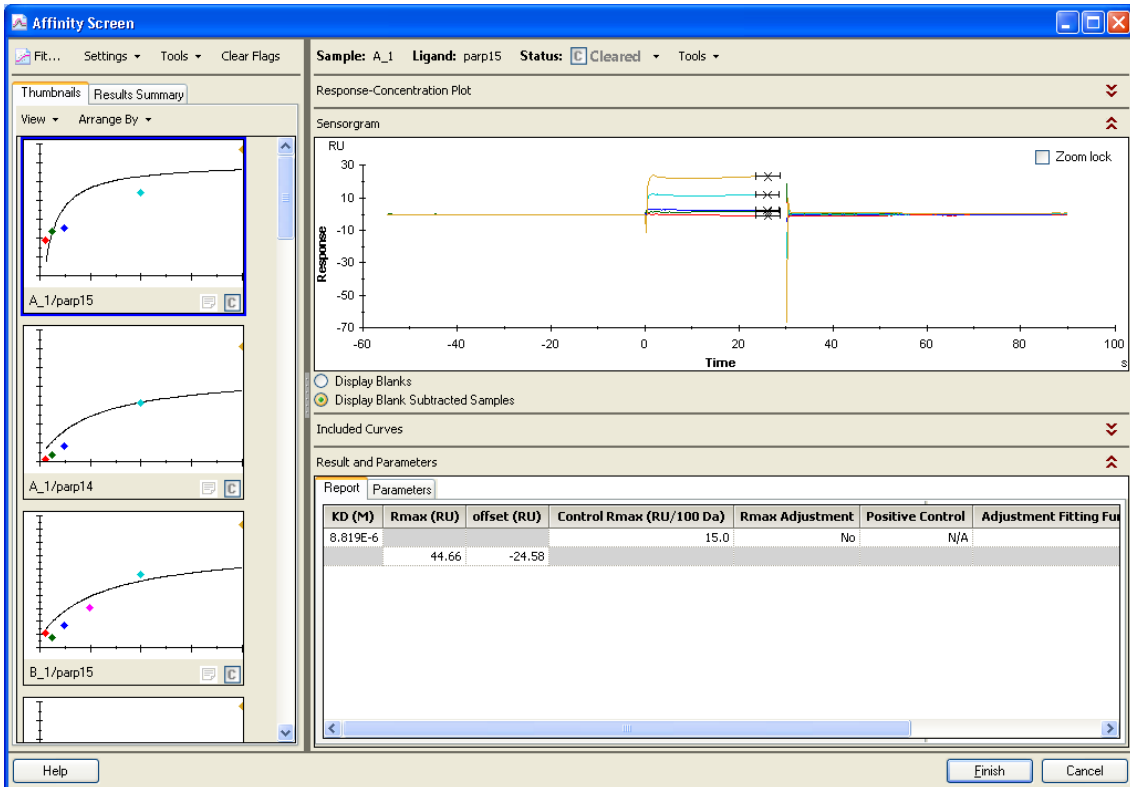 Affinity Screen
Fit... Settings Tools Clear Flags
Sample: A_1 Ligand: parp15 Status: C Cleared Tools
Thumbnails Results Summary
View Arrange By
A_1/parp15 C
A_1/parp14 C
B_1/parp15 C
Response-Concentration Plot
Sensorgram
RU
Zoom lock
30
10
-10
-30
-50
-70
Response
-60 -40 -20 0 20 40 60 80 100
Time
s
Display Blanks
Display Blank Subtracted Samples
Included Curves
Result and Parameters
Report Parameters
KD (M) Rmax (RU) offset (RU) Control Rmax (RU/100 Da) Rmax Adjustment Positive Control Adjustment Fitting Fu
8.819E-6 15.0 No N/A
44.66 -24.58
Help Finish Cancel